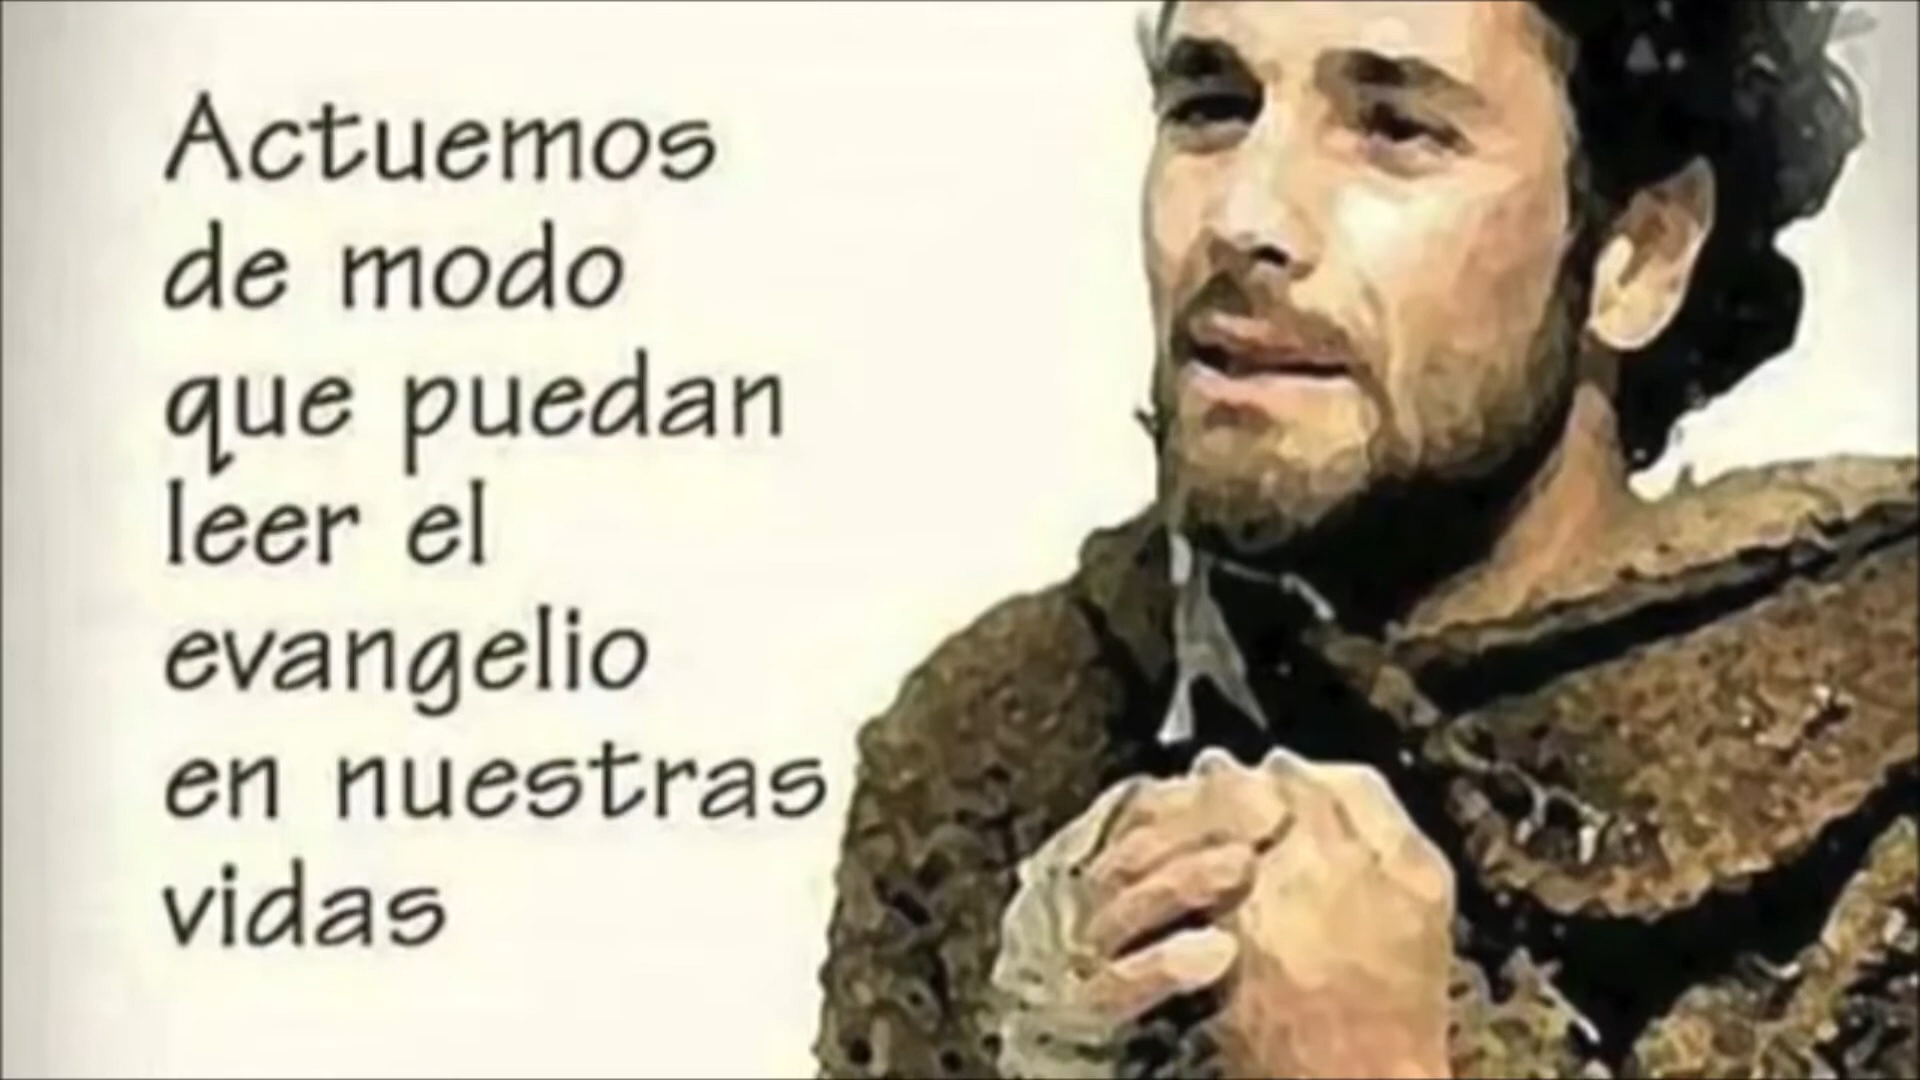 Actuemos
de modo
que puedan
leer el
evangelio
en nuestras
vidas